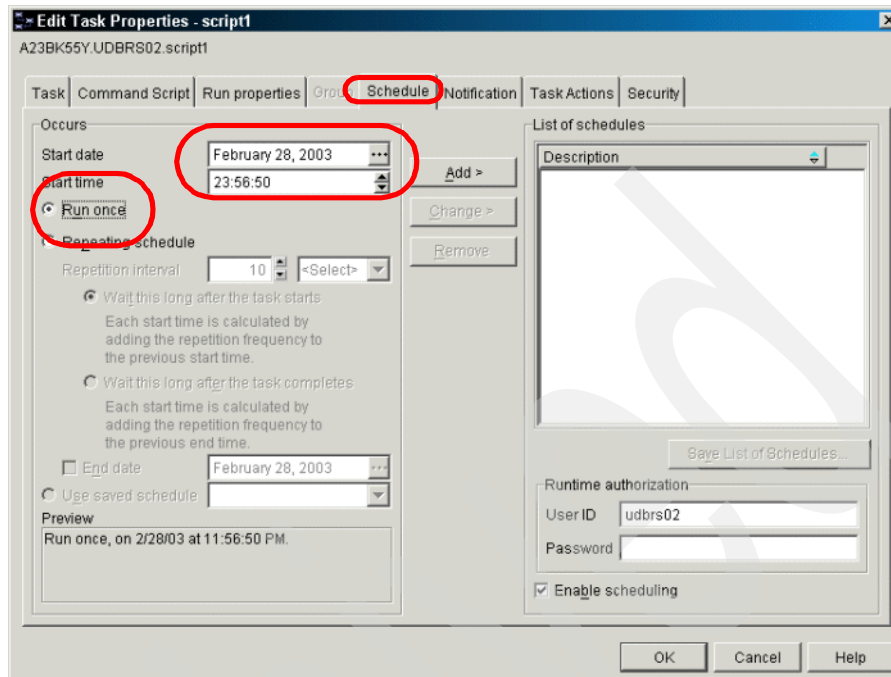 Edit Task Properties - script1
A23BK55Y.UDBRS02.script1
Task
Command Script
Run properties
Group
Schedule
Notification
Task Actions
Security
Occurs
Start date
February 28, 2003
...
Start time
23:56:50
Run once
Repeating schedule
Repetition interval
10
<Select>
Wait this long after the task starts
Each start time is calculated by
adding the repetition frequency to
the previous start time.
Wait this long after the task completes
Each start time is calculated by
adding the repetition frequency to
the previous end time.
End date
February 28, 2003
...
Use saved schedule
Preview
Run once, on 2/28/03 at 11:56:50 PM.
Add >
Change >
Remove
List of schedules
Description
Save List of Schedules...
Runtime authorization
User ID
udbrs02
Password
Enable scheduling
OK
Cancel
Help